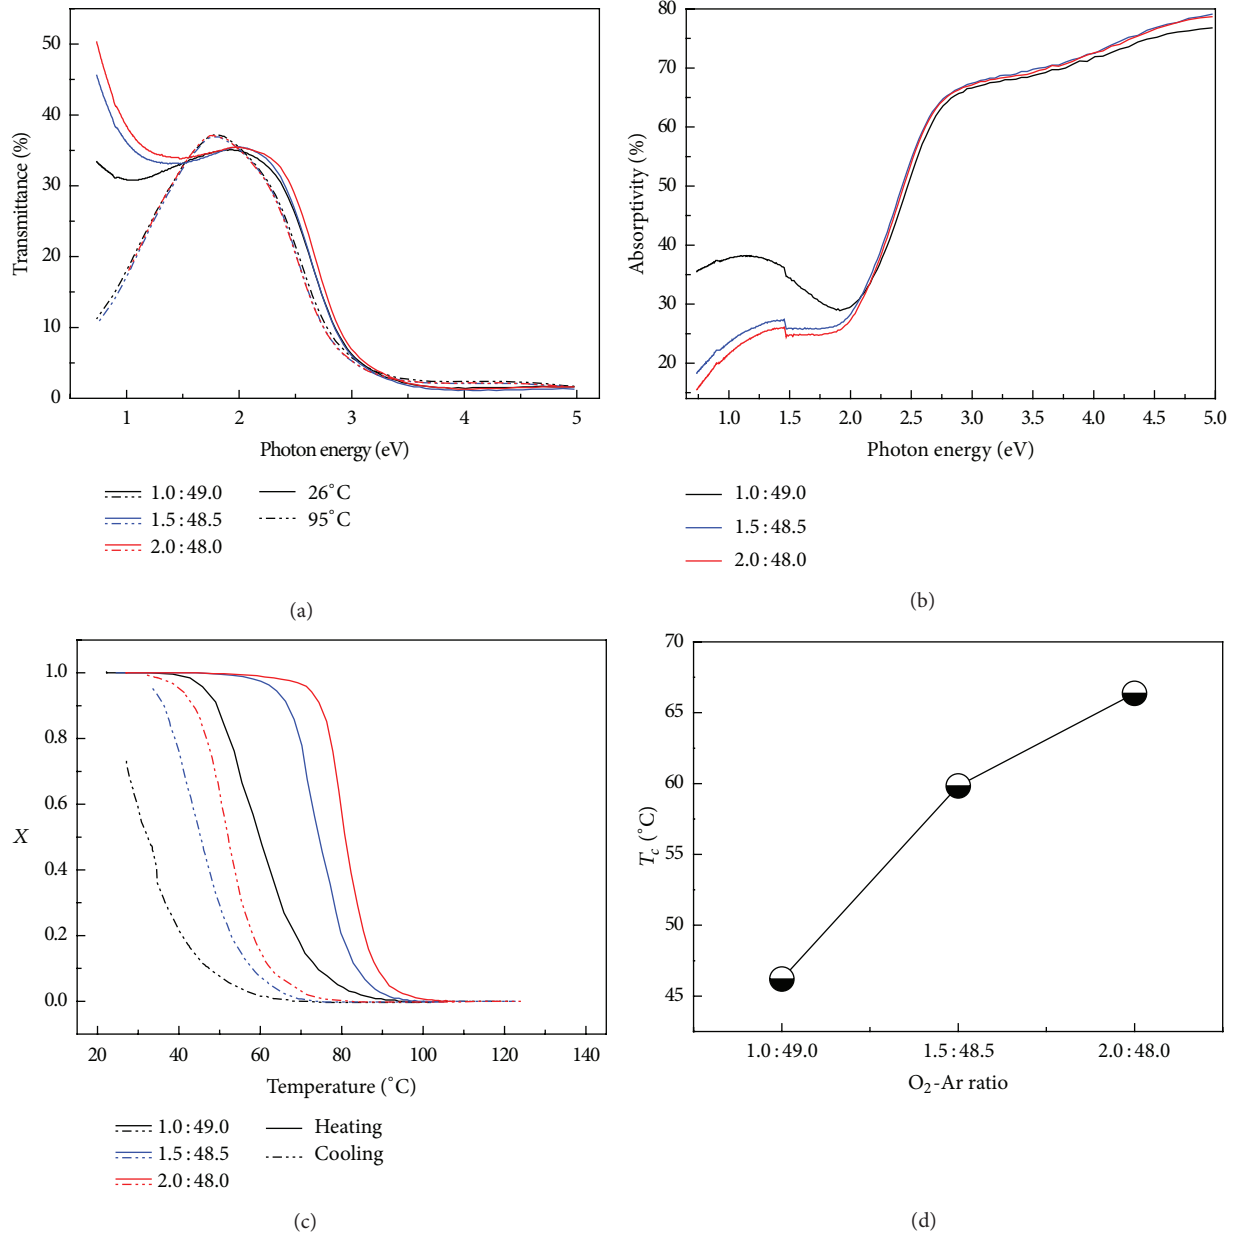 50
40
30
20
10
0
Transmittance (%)
1 2 3 4 5
Photon energy (eV)
1.0 : 49.0 26°C
1.5 : 48.5 95°C
2.0 : 48.0
(a)
80
70
60
50
40
30
20
Absorptivity (%)
1.0 1.5 2.0 2.5 3.0 3.5 4.0 4.5 5.0
Photon energy (eV)
1.0 : 49.0
1.5 : 48.5
2.0 : 48.0
(b)
1.0
0.8
0.6
0.4
0.2
0.0
X
20 40 60 80 100 120
Temperature (°C)
1.0 : 49.0 Heating
1.5 : 48.5 Cooling
2.0 : 48.0
(c)
70
65
60
55
50
45
T_c (°C)
1.0 : 49.0 1.5 : 48.5 2.0 : 48.0
O₂-Ar ratio
(d)